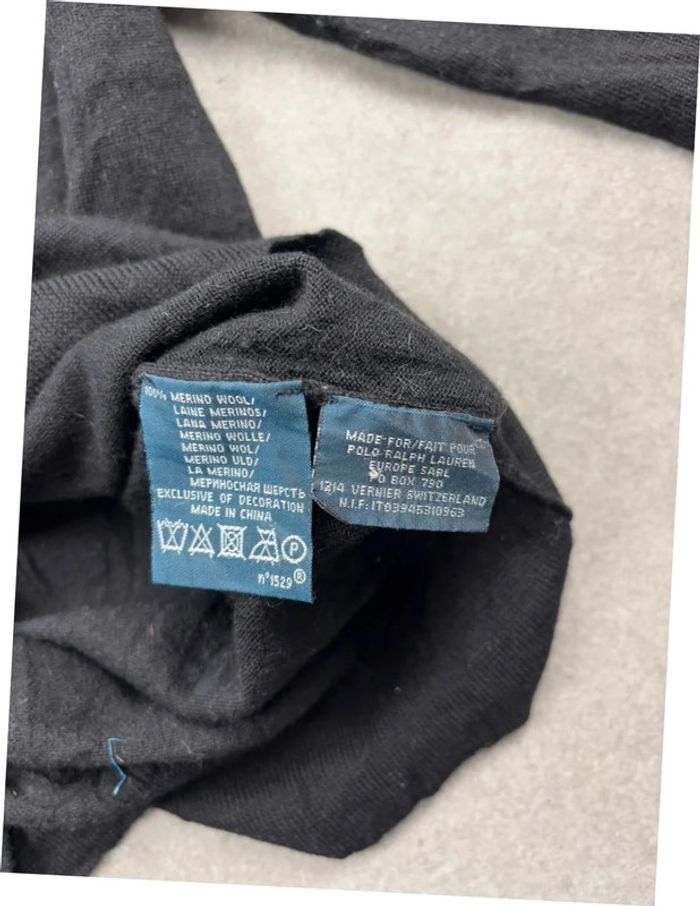 100% MERINO WOOL/
LAINE MERINOS/
LANA MERINO/
MERINO WOLLE/
MERINO WOL/
MERINO ULD/
LA MERINO/
МЕРИНОСНАЯ ШЕРСТЬ
EXCLUSIVE OF DECORATION
MADE IN CHINA
P
n°1529®
MADE FOR/FAIT POUR
POLO RALPH LAUREN
EUROPE SARL
PO BOX 790
1214 VERNIER SWITZERLAND
N.I.F: IT03945310963